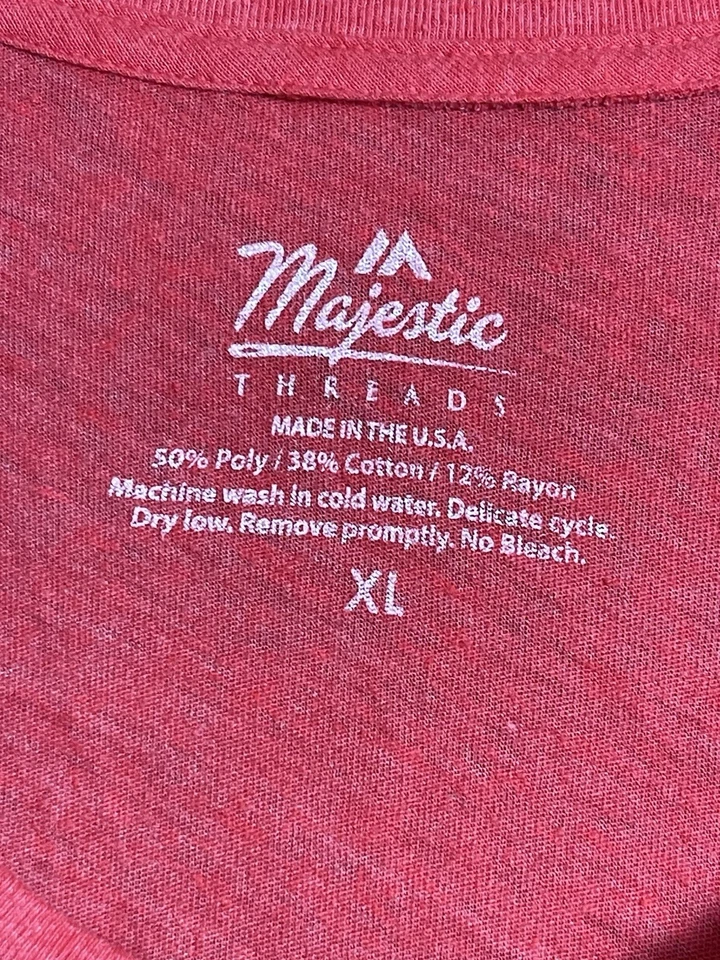 Majestic
THREADS
MADE IN THE U.S.A.
50% Poly / 38% Cotton / 12% Rayon
Machine wash in cold water. Delicate cycle.
Dry low. Remove promptly. No Bleach.
XL